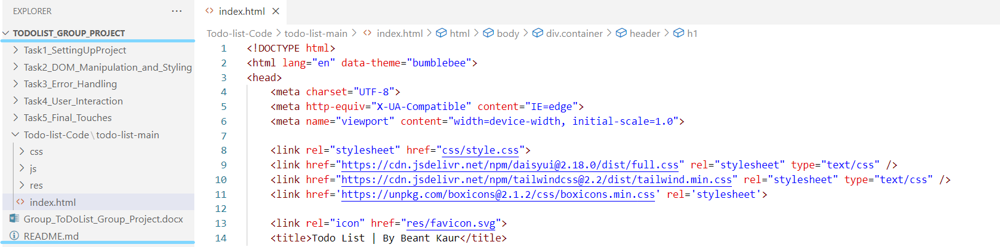 EXPLORER ···
TODOLIST_GROUP_PROJECT
Task1_SettingUpProject
Task2_DOM_Manipulation_and_Styling
Task3_Error_Handling
Task4_User_Interaction
Task5_Final_Touches
Todo-list-Code\todo-list-main
css
js
res
<> index.html
Group_ToDoList_Group_Project.docx
README.md
<> index.html ×
Todo-list-Code > todo-list-main > <> index.html > html > body > div.container > header > h1
1 <!DOCTYPE html>
2 <html lang="en" data-theme="bumblebee">
3 <head>
4 <meta charset="UTF-8">
5 <meta http-equiv="X-UA-Compatible" content="IE=edge">
6 <meta name="viewport" content="width=device-width, initial-scale=1.0">
7
8 <link rel="stylesheet" href="css/style.css">
9 <link href="https://cdn.jsdelivr.net/npm/daisyui@2.18.0/dist/full.css" rel="stylesheet" type="text/css" />
10 <link href="https://cdn.jsdelivr.net/npm/tailwindcss@2.2/dist/tailwind.min.css" rel="stylesheet" type="text/css" />
11 <link href='https://unpkg.com/boxicons@2.1.2/css/boxicons.min.css' rel='stylesheet'>
12
13 <link rel="icon" href="res/favicon.svg">
14 <title>Todo List | By Beant Kaur</title>